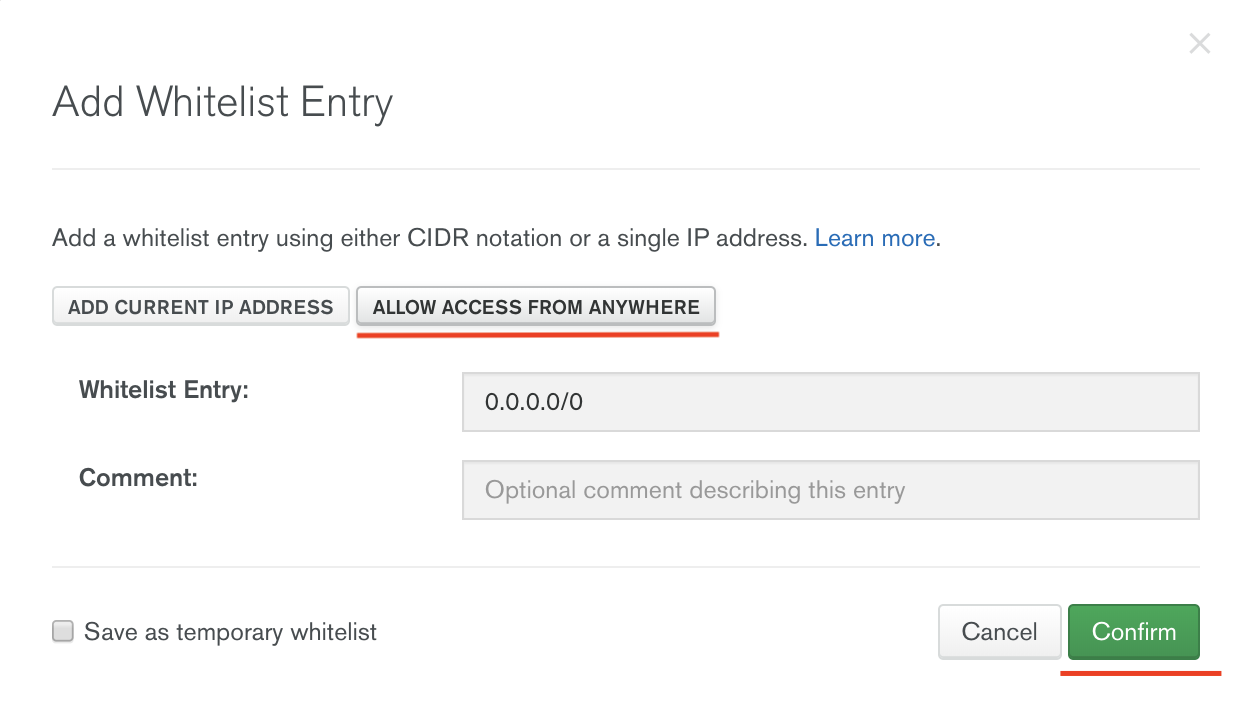 Add Whitelist Entry
Add a whitelist entry using either CIDR notation or a single IP address. Learn more.
ADD CURRENT IP ADDRESS ALLOW ACCESS FROM ANYWHERE
Whitelist Entry: 0.0.0.0/0
Comment: Optional comment describing this entry
Save as temporary whitelist Cancel Confirm